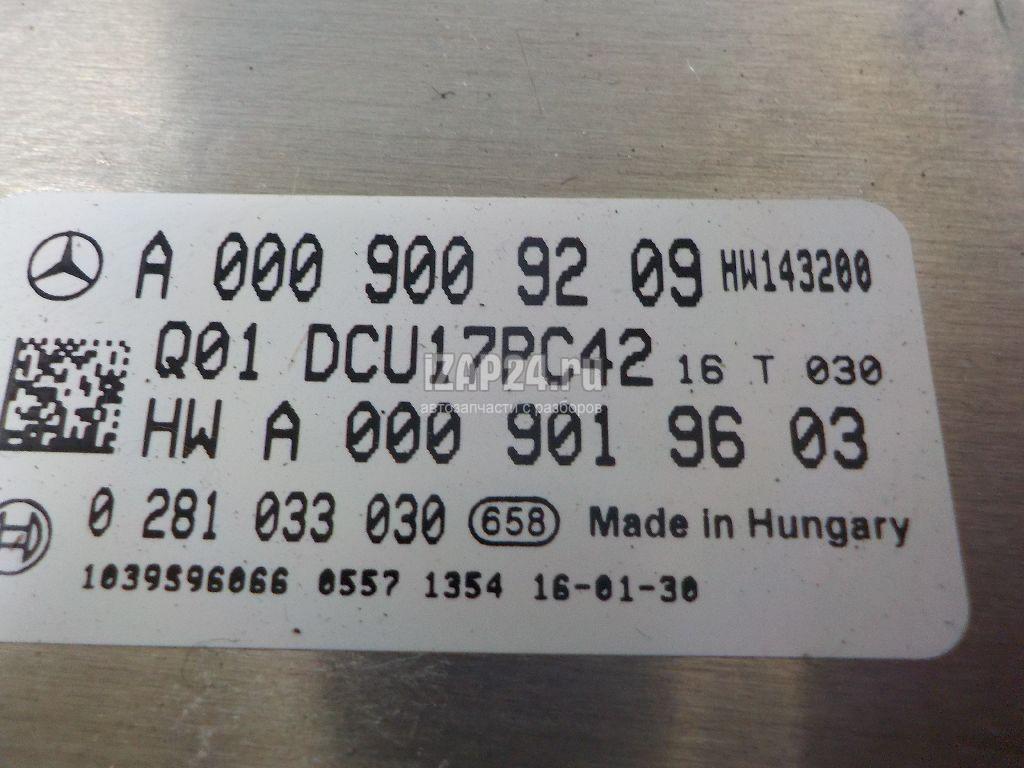 A 000 900 92 09 HW143200
Q01 DCU17PC42 16 T 030
iZAP24.ru
автозапчасти с разборов
HW A 000 901 96 03
0 281 033 030 658 Made in Hungary
1039S96066 0557 1354 16-01-30